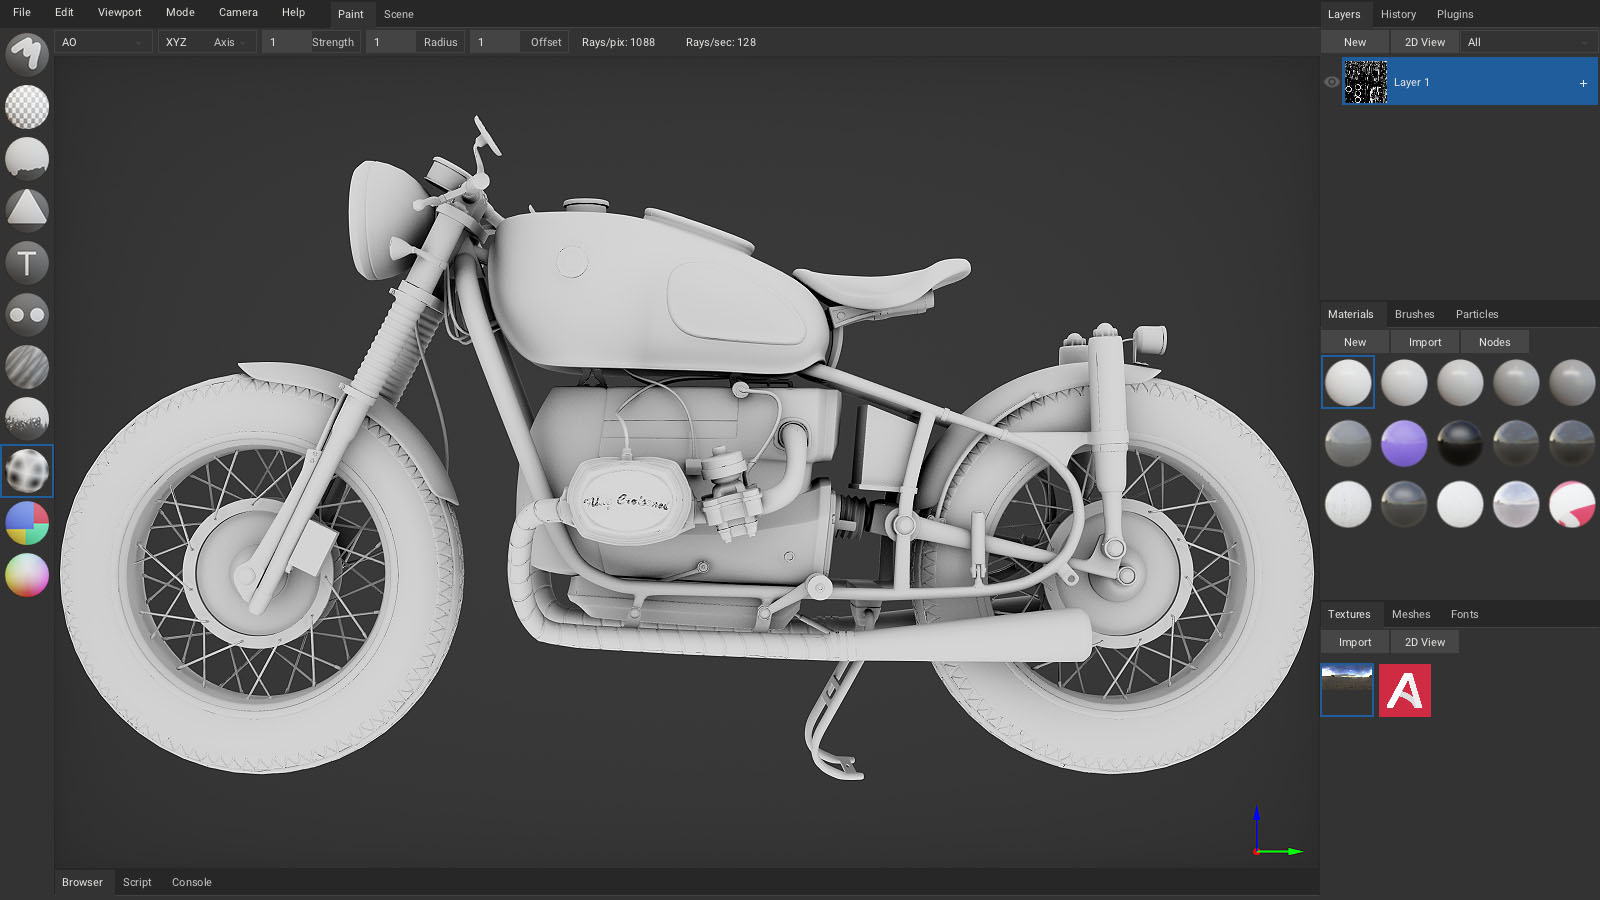 File Edit Viewport Mode Camera Help Paint Scene
Layers History Plugins
AO XYZ Axis 1 Strength 1 Radius 1 Offset Rays/pix: 1088 Rays/sec: 128
New 2D View All
Layer 1 +
T
Materials Brushes Particles
New Import Nodes
Textures Meshes Fonts
Import 2D View
A
Browser Script Console